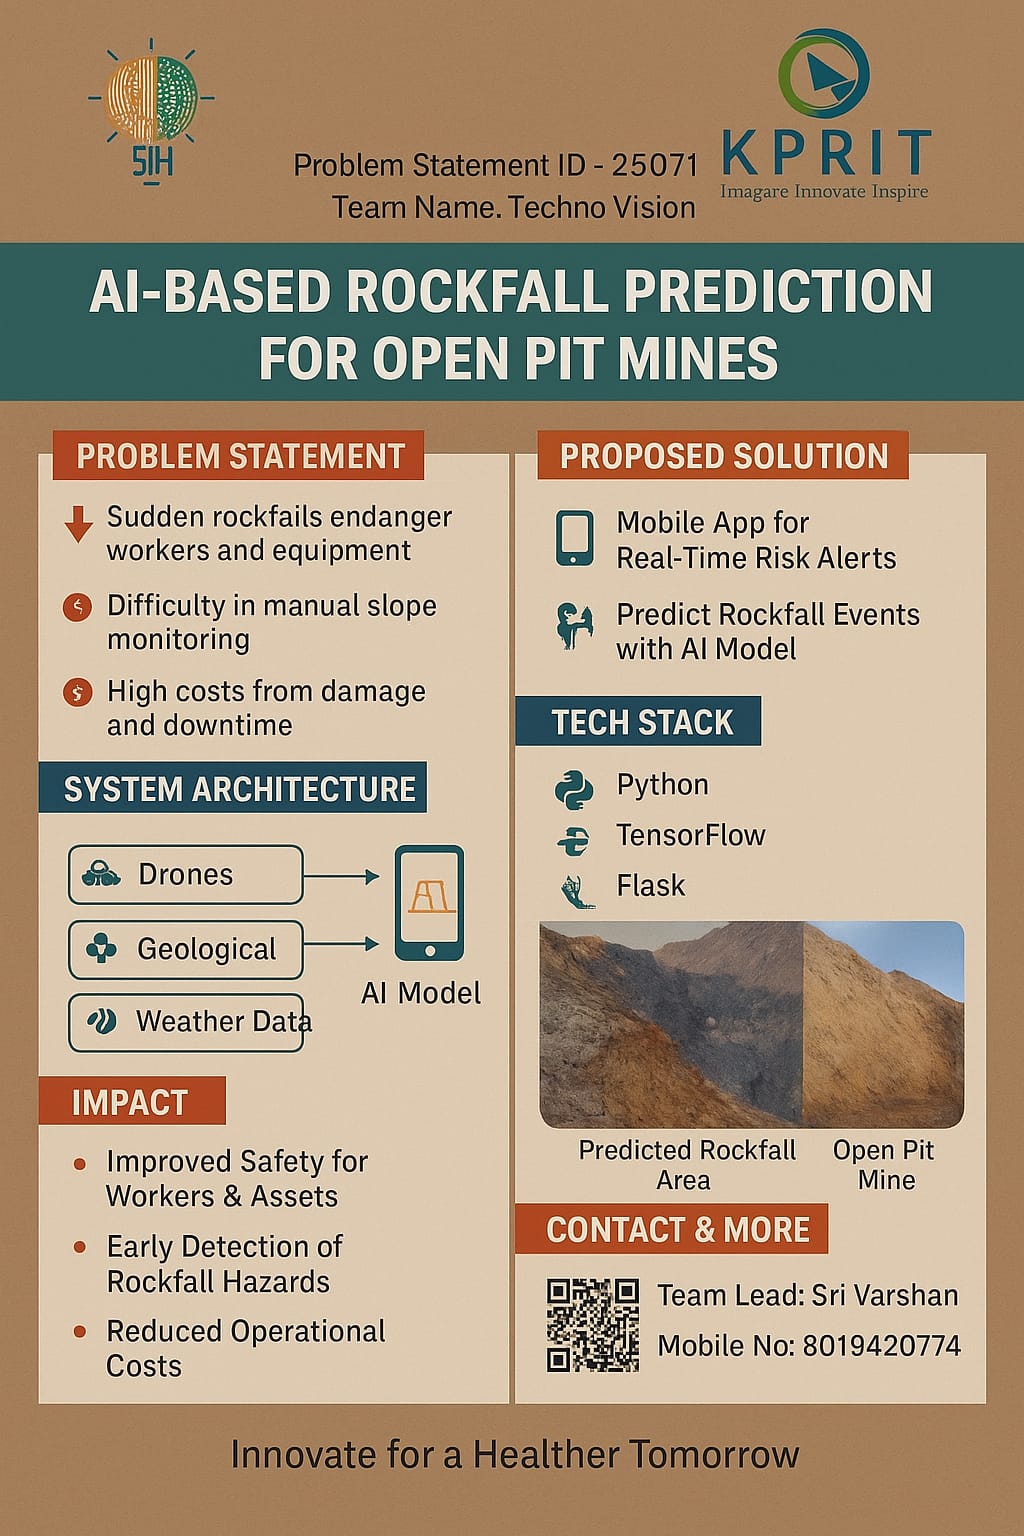 SIH
Problem Statement ID - 25071
Team Name. Techno Vision
KPRIT
Imagare Innovate Inspire
AI-BASED ROCKFALL PREDICTION
FOR OPEN PIT MINES
PROBLEM STATEMENT
Sudden rockfails endanger
workers and equipment
Difficulty in manual slope
monitoring
High costs from damage
and downtime
SYSTEM ARCHITECTURE
Drones
Geological
Weather Data
AI Model
IMPACT
• Improved Safety for
Workers & Assets
• Early Detection of
Rockfall Hazards
• Reduced Operational
Costs
PROPOSED SOLUTION
Mobile App for
Real-Time Risk Alerts
Predict Rockfall Events
with AI Model
TECH STACK
Python
TensorFlow
Flask
Predicted Rockfall
Area
Open Pit
Mine
CONTACT & MORE
Team Lead: Sri Varshan
Mobile No: 8019420774
Innovate for a Healther Tomorrow